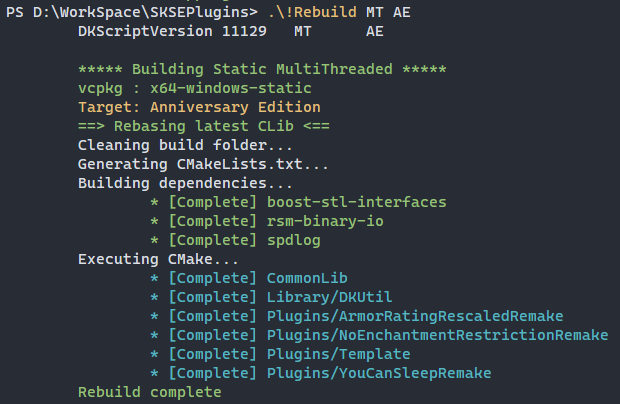 PS D:\WorkSpace\SKSEPlugins> .\!Rebuild MT AE
DKScriptVersion 11129 MT AE
***** Building Static MultiThreaded *****
vcpkg : x64-windows-static
Target: Anniversary Edition
==> Rebasing latest CLib <==
Cleaning build folder...
Generating CMakeLists.txt...
Building dependencies...
* [Complete] boost-stl-interfaces
* [Complete] rsm-binary-io
* [Complete] spdlog
Executing CMake...
* [Complete] CommonLib
* [Complete] Library/DKUtil
* [Complete] Plugins/ArmorRatingRescaledRemake
* [Complete] Plugins/NoEnchantmentRestrictionRemake
* [Complete] Plugins/Template
* [Complete] Plugins/YouCanSleepRemake
Rebuild complete